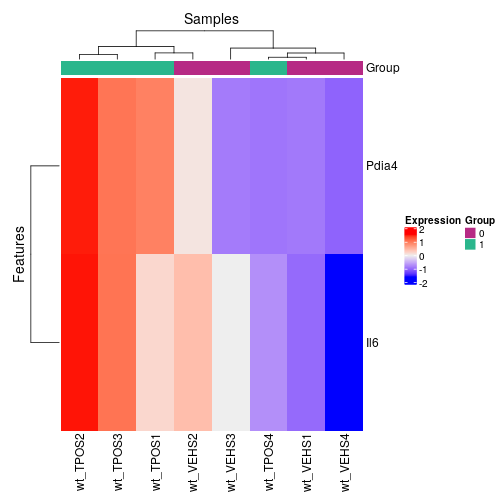 Samples
Group
Pdia4
Il6
Features
wt_TPOS2
wt_TPOS3
wt_TPOS1
wt_VEHS2
wt_VEHS3
wt_TPOS4
wt_VEHS1
wt_VEHS4
Expression
2
1
0
-1
-2
Group
0
1